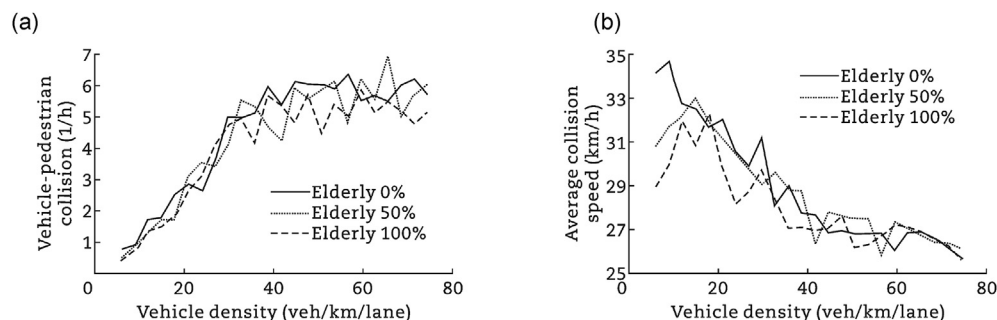 (a)
7
6
5
4
3
2
1
0
20
40
60
80
Vehicle-pedestrian
collision (1/h)
Elderly 0%
Elderly 50%
Elderly 100%
Vehicle density (veh/km/lane)
(b)
35
33
31
29
27
25
0
20
40
60
80
Average collision
speed (km/h)
Elderly 0%
Elderly 50%
Elderly 100%
Vehicle density (veh/km/lane)